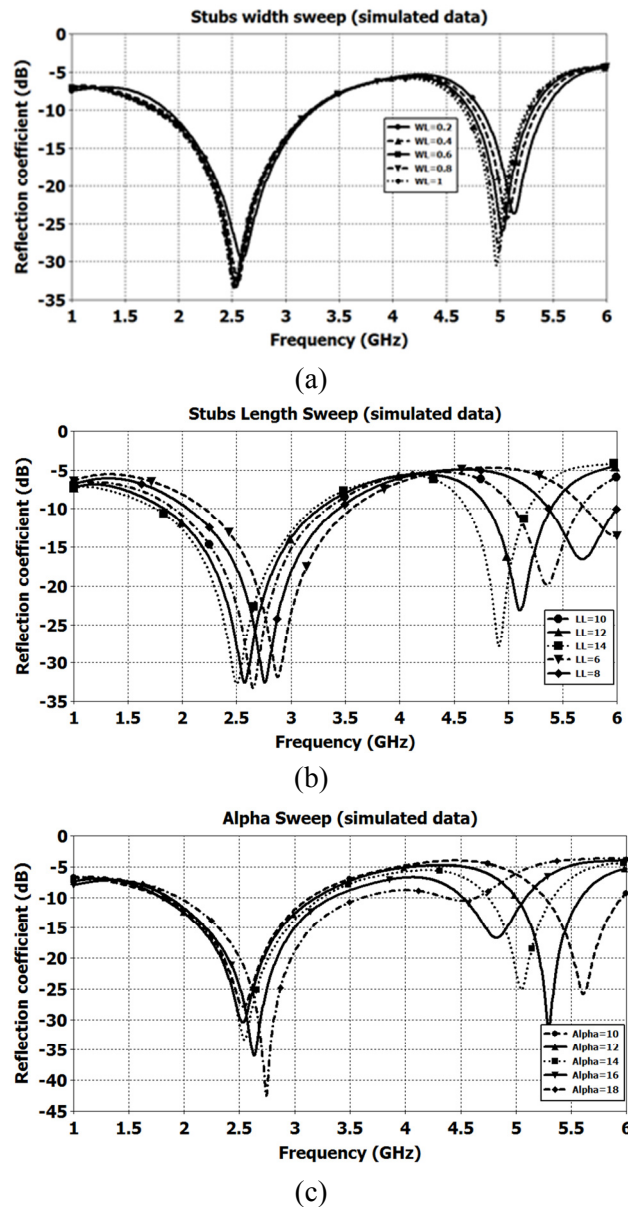 Stubs width sweep (simulated data)
0
-5
-10
-15
-20
-25
-30
-35
Reflection coefficient (dB)
WL=0.2
WL=0.4
WL=0.6
WL=0.8
WL=1
1 1.5 2 2.5 3 3.5 4 4.5 5 5.5 6
Frequency (GHz)
(a)
Stubs Length Sweep (simulated data)
0
-5
-10
-15
-20
-25
-30
-35
Reflection coefficient (dB)
LL=10
LL=12
LL=14
LL=6
LL=8
1 1.5 2 2.5 3 3.5 4 4.5 5 5.5 6
Frequency (GHz)
(b)
Alpha Sweep (simulated data)
0
-5
-10
-15
-20
-25
-30
-35
-40
-45
Reflection coefficient (dB)
Alpha=10
Alpha=12
Alpha=14
Alpha=16
Alpha=18
1 1.5 2 2.5 3 3.5 4 4.5 5 5.5 6
Frequency (GHz)
(c)